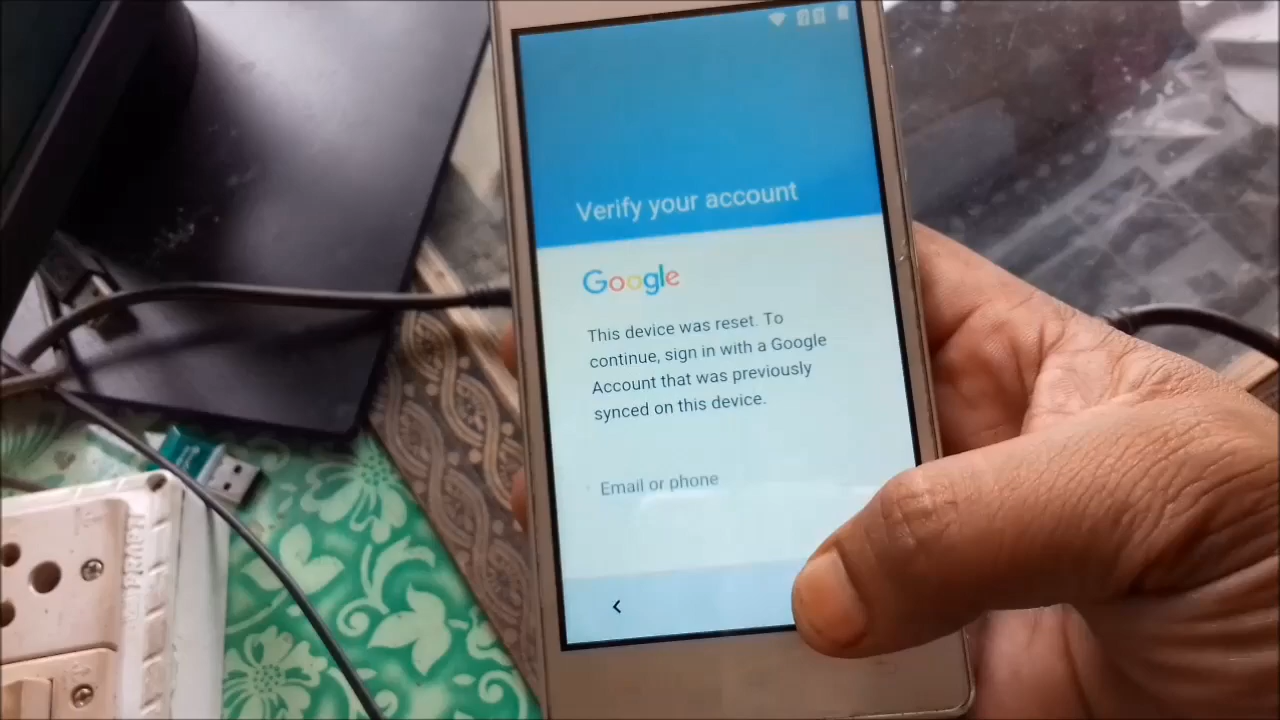 Verify your account
Google
This device was reset. To
continue, sign in with a Google
Account that was previously
synced on this device.
Email or phone